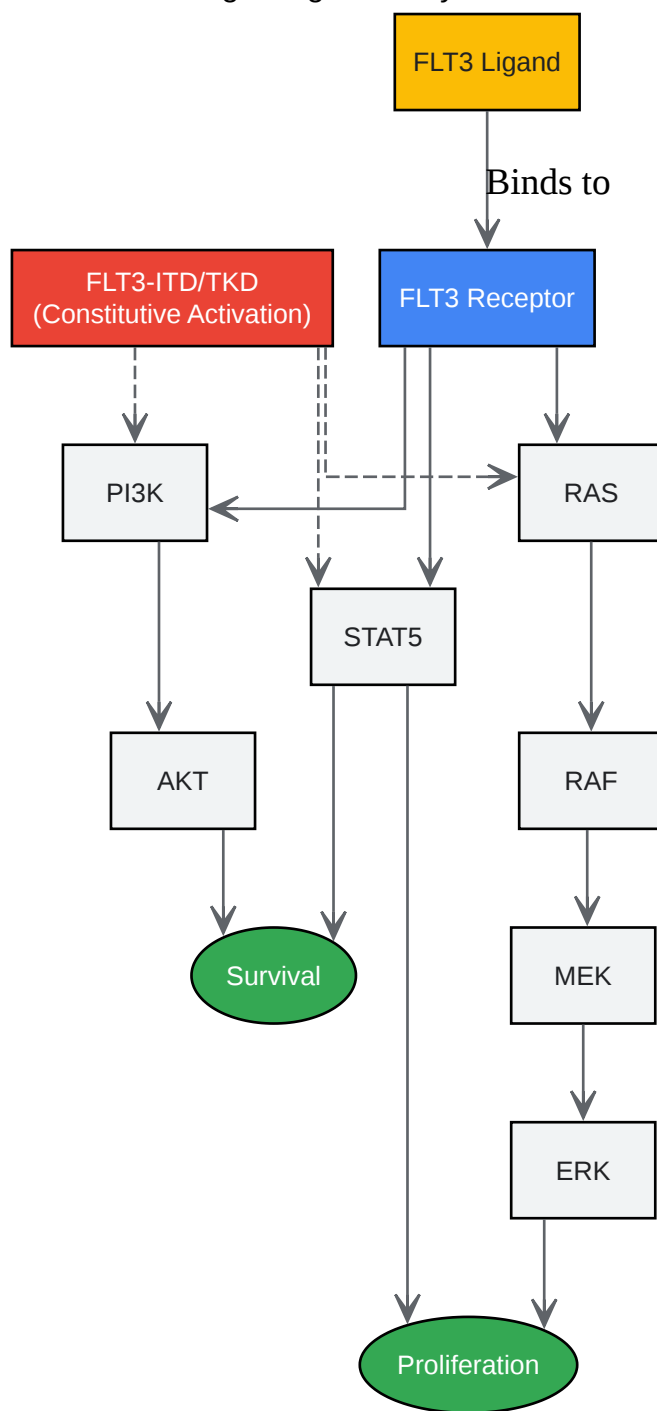 FLT3 Ligand
Binds to
FLT3-ITD/TKD
(Constitutive Activation)
FLT3 Receptor
PI3K
RAS
STAT5
AKT
RAF
Survival
MEK
ERK
Proliferation